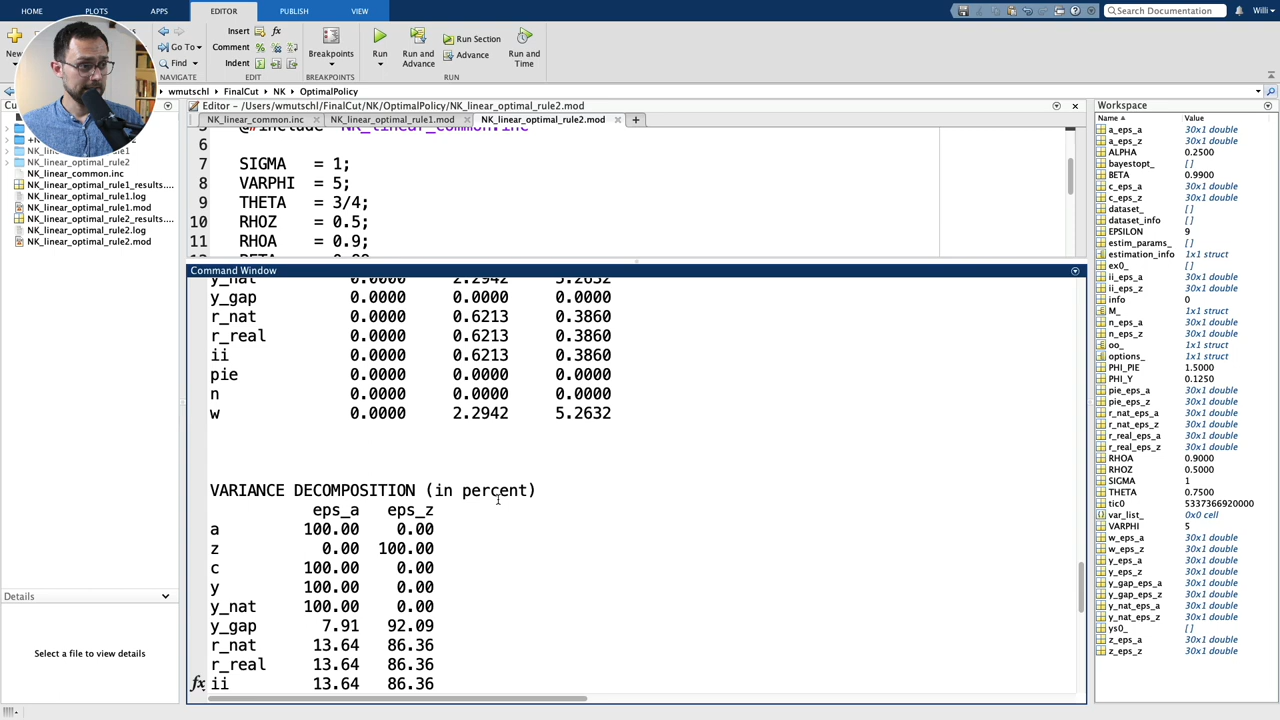 HOME PLOTS APPS EDITOR PUBLISH VIEW
Search Documentation Willi
New
Go To
Find
NAVIGATE
Insert
Comment
Indent
EDIT
Breakpoints
BREAKPOINTS
Run
Run and Advance
Run Section
Advance
Run and Time
RUN
wmutschl FinalCut NK OptimalPolicy
Editor - /Users/wmutschl/FinalCut/NK/OptimalPolicy/NK_linear_optimal_rule2.mod
NK_linear_common.inc NK_linear_optimal_rule1.mod NK_linear_optimal_rule2.mod
6
7 SIGMA = 1;
8 VARPHI = 5;
9 THETA = 3/4;
10 RHOZ = 0.5;
11 RHOA = 0.9;
NK_linear_optimal_rule2
NK_linear_common.inc
NK_linear_optimal_rule1_results....
NK_linear_optimal_rule1.log
NK_linear_optimal_rule1.mod
NK_linear_optimal_rule2_results....
NK_linear_optimal_rule2.log
NK_linear_optimal_rule2.mod
Details
Select a file to view details
Command Window
y_nat 0.0000 2.2942 5.2632
y_gap 0.0000 0.0000 0.0000
r_nat 0.0000 0.6213 0.3860
r_real 0.0000 0.6213 0.3860
ii 0.0000 0.6213 0.3860
pie 0.0000 0.0000 0.0000
n 0.0000 0.0000 0.0000
w 0.0000 2.2942 5.2632
VARIANCE DECOMPOSITION (in percent)
eps_a eps_z
a 100.00 0.00
z 0.00 100.00
c 100.00 0.00
y 100.00 0.00
y_nat 100.00 0.00
y_gap 7.91 92.09
r_nat 13.64 86.36
r_real 13.64 86.36
fx ii 13.64 86.36
Workspace
Name Value
a_eps_a 30x1 double
a_eps_z 30x1 double
ALPHA 0.2500
bayestopt_ []
BETA 0.9900
c_eps_a 30x1 double
c_eps_z 30x1 double
dataset_ []
dataset_info []
EPSILON 9
estim_params_ []
estimation_info 1x1 struct
ex0_ []
ii_eps_a 30x1 double
ii_eps_z 30x1 double
info 0
M_ 1x1 struct
n_eps_a 30x1 double
n_eps_z 30x1 double
oo_ 1x1 struct
options_ 1x1 struct
PHI_PIE 1.5000
PHI_Y 0.1250
pie_eps_a 30x1 double
pie_eps_z 30x1 double
r_nat_eps_a 30x1 double
r_nat_eps_z 30x1 double
r_real_eps_a 30x1 double
r_real_eps_z 30x1 double
RHOA 0.9000
RHOZ 0.5000
SIGMA 1
THETA 0.7500
tic0 5337366920000
var_list_ 0x0 cell
VARPHI 5
w_eps_a 30x1 double
w_eps_z 30x1 double
y_eps_a 30x1 double
y_eps_z 30x1 double
y_gap_eps_a 30x1 double
y_gap_eps_z 30x1 double
y_nat_eps_a 30x1 double
y_nat_eps_z 30x1 double
ys0_ []
z_eps_a 30x1 double
z_eps_z 30x1 double